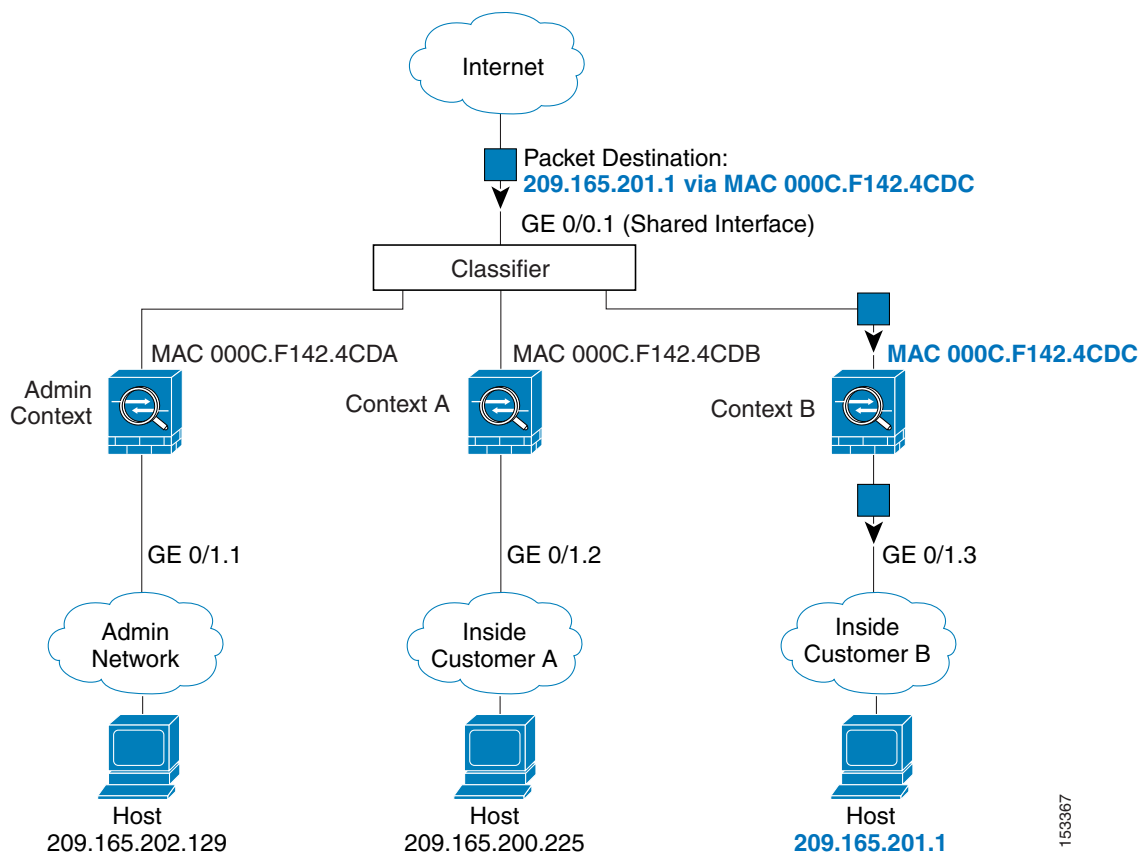 Internet
Packet Destination:
209.165.201.1 via MAC 000C.F142.4CDC
GE 0/0.1 (Shared Interface)
Classifier
MAC 000C.F142.4CDA
MAC 000C.F142.4CDB
MAC 000C.F142.4CDC
Admin
Context
Context A
Context B
GE 0/1.1
GE 0/1.2
GE 0/1.3
Admin
Network
Inside
Customer A
Inside
Customer B
Host
209.165.202.129
Host
209.165.200.225
Host
209.165.201.1
153367